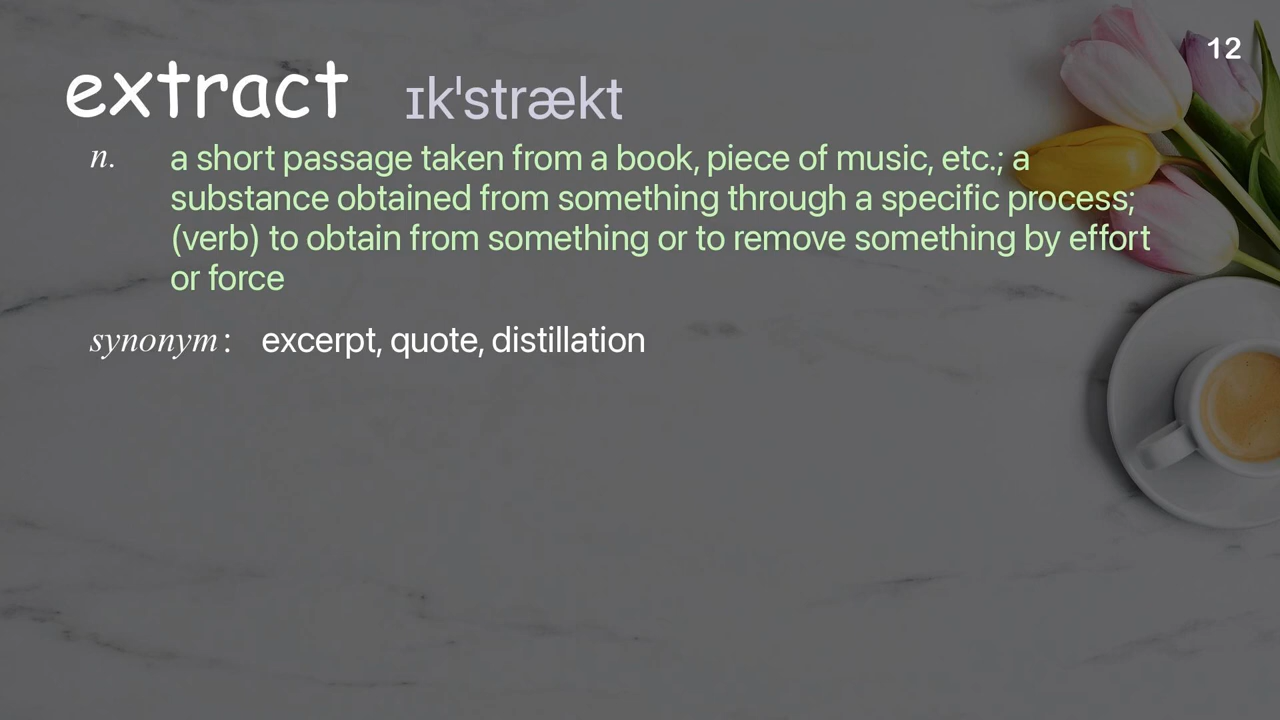 12
extract ɪk'strækt
n. a short passage taken from a book, piece of music, etc.; a
substance obtained from something through a specific process;
(verb) to obtain from something or to remove something by effort
or force
synonym: excerpt, quote, distillation